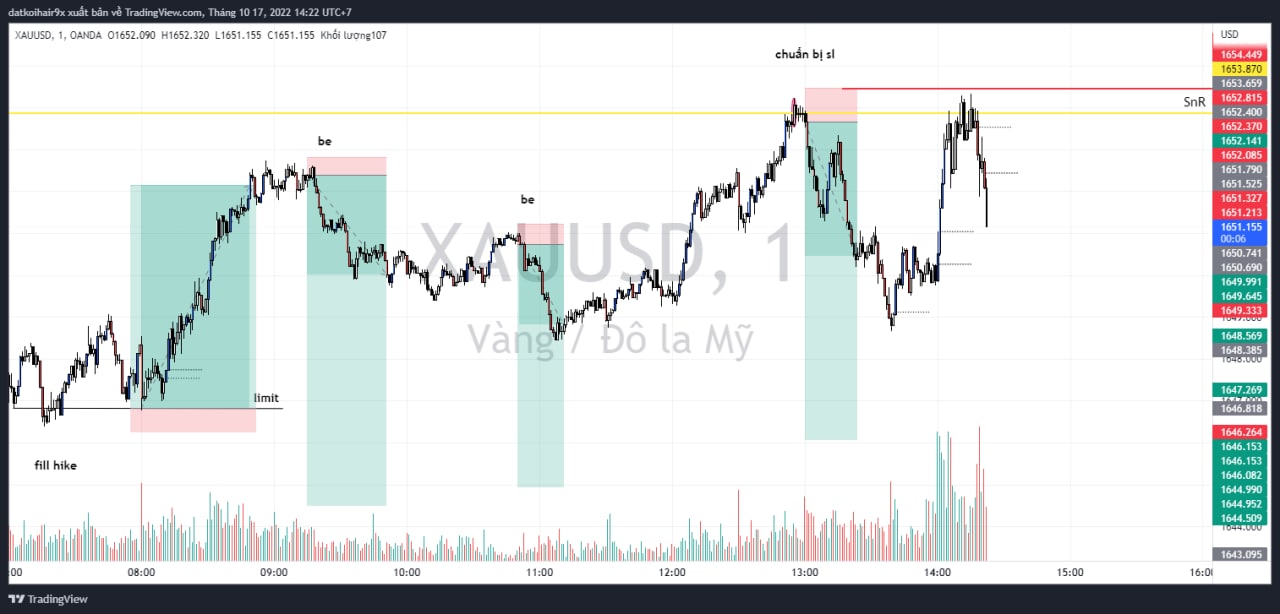 datkoihair9x xuất bản về TradingView.com, Tháng 10 17, 2022 14:22 UTC+7
XAUUSD, 1, OANDA O1652.090 H1652.320 L1651.155 C1651.155 Khối lượng107
USD
chuẩn bị sl
1654.449
1653.870
1653.659
1652.815
SnR
1652.400
1652.370
be
1652.141
1652.085
1651.790
1651.525
be
1651.327
1651.213
1651.155
00:06
XAUUSD, 1
1650.741
1650.690
1649.991
1649.645
1649.333
Vàng / Đô la Mỹ
1648.569
1648.385
1647.269
limit
1646.818
1646.264
1646.153
1646.153
fill hike
1646.082
1644.990
1644.952
1644.509
1644.000
1643.095
:00 08:00 09:00 10:00 11:00 12:00 13:00 14:00 15:00 16:0
TradingView